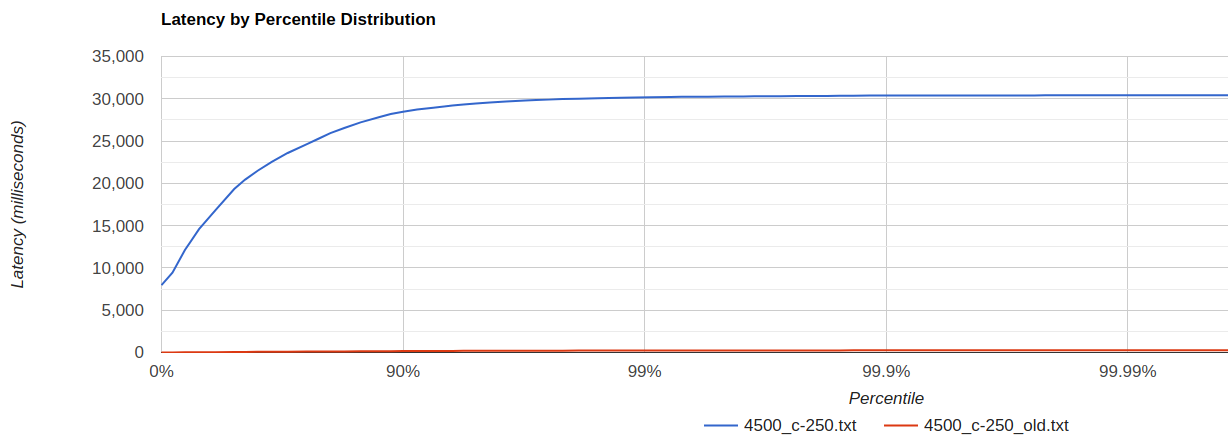 Latency by Percentile Distribution
35,000
30,000
25,000
20,000
15,000
10,000
5,000
0
Latency (milliseconds)
0% 90% 99% 99.9% 99.99%
Percentile
4500_c-250.txt 4500_c-250_old.txt